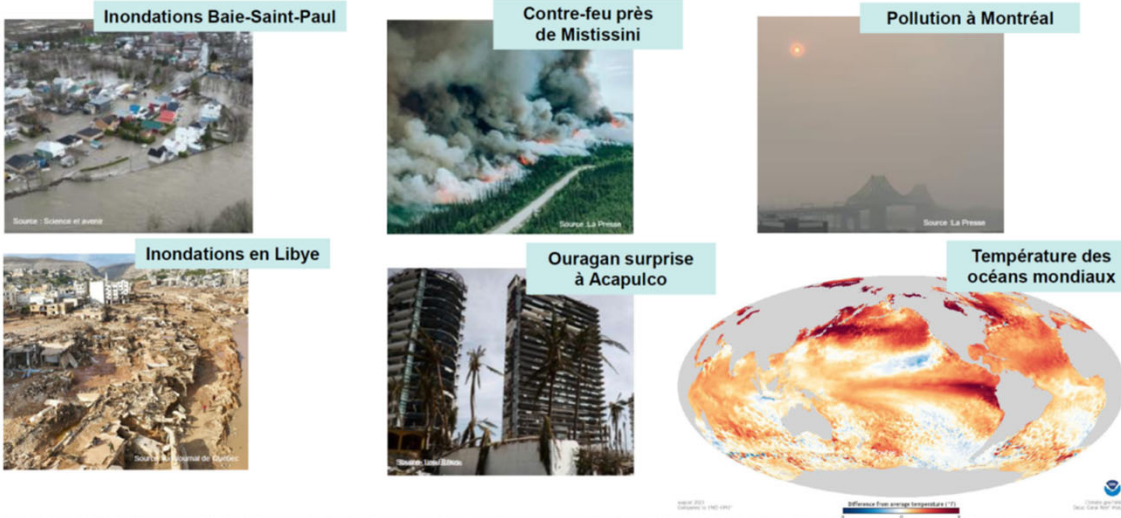 Inondations Baie-Saint-Paul
Contre-feu près
de Mistissini
Pollution à Montréal
Source : Science et avenir
Source :La Presse
Source :La Presse
Inondations en Libye
Ouragan surprise
à Acapulco
Température des
océans mondiaux
Journal de Québec
Difference from average temperature (°F)